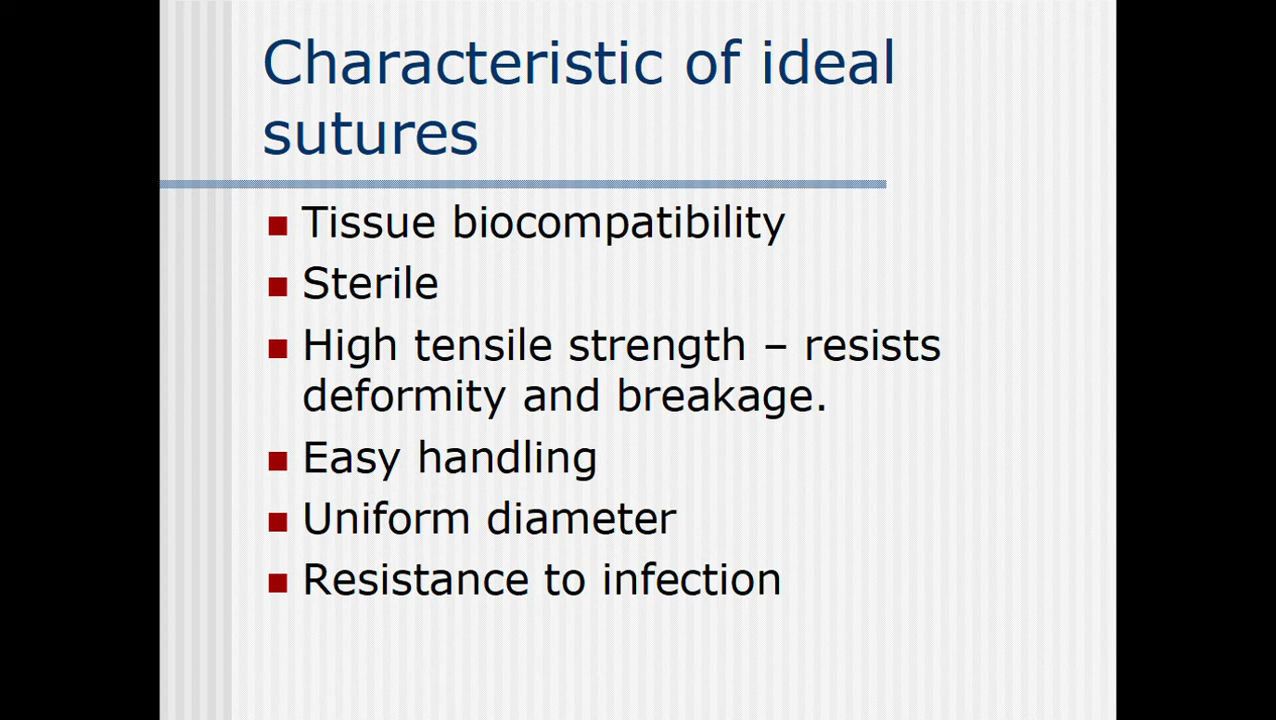 Characteristic of ideal
sutures
Tissue biocompatibility
Sterile
High tensile strength – resists
deformity and breakage.
Easy handling
Uniform diameter
Resistance to infection